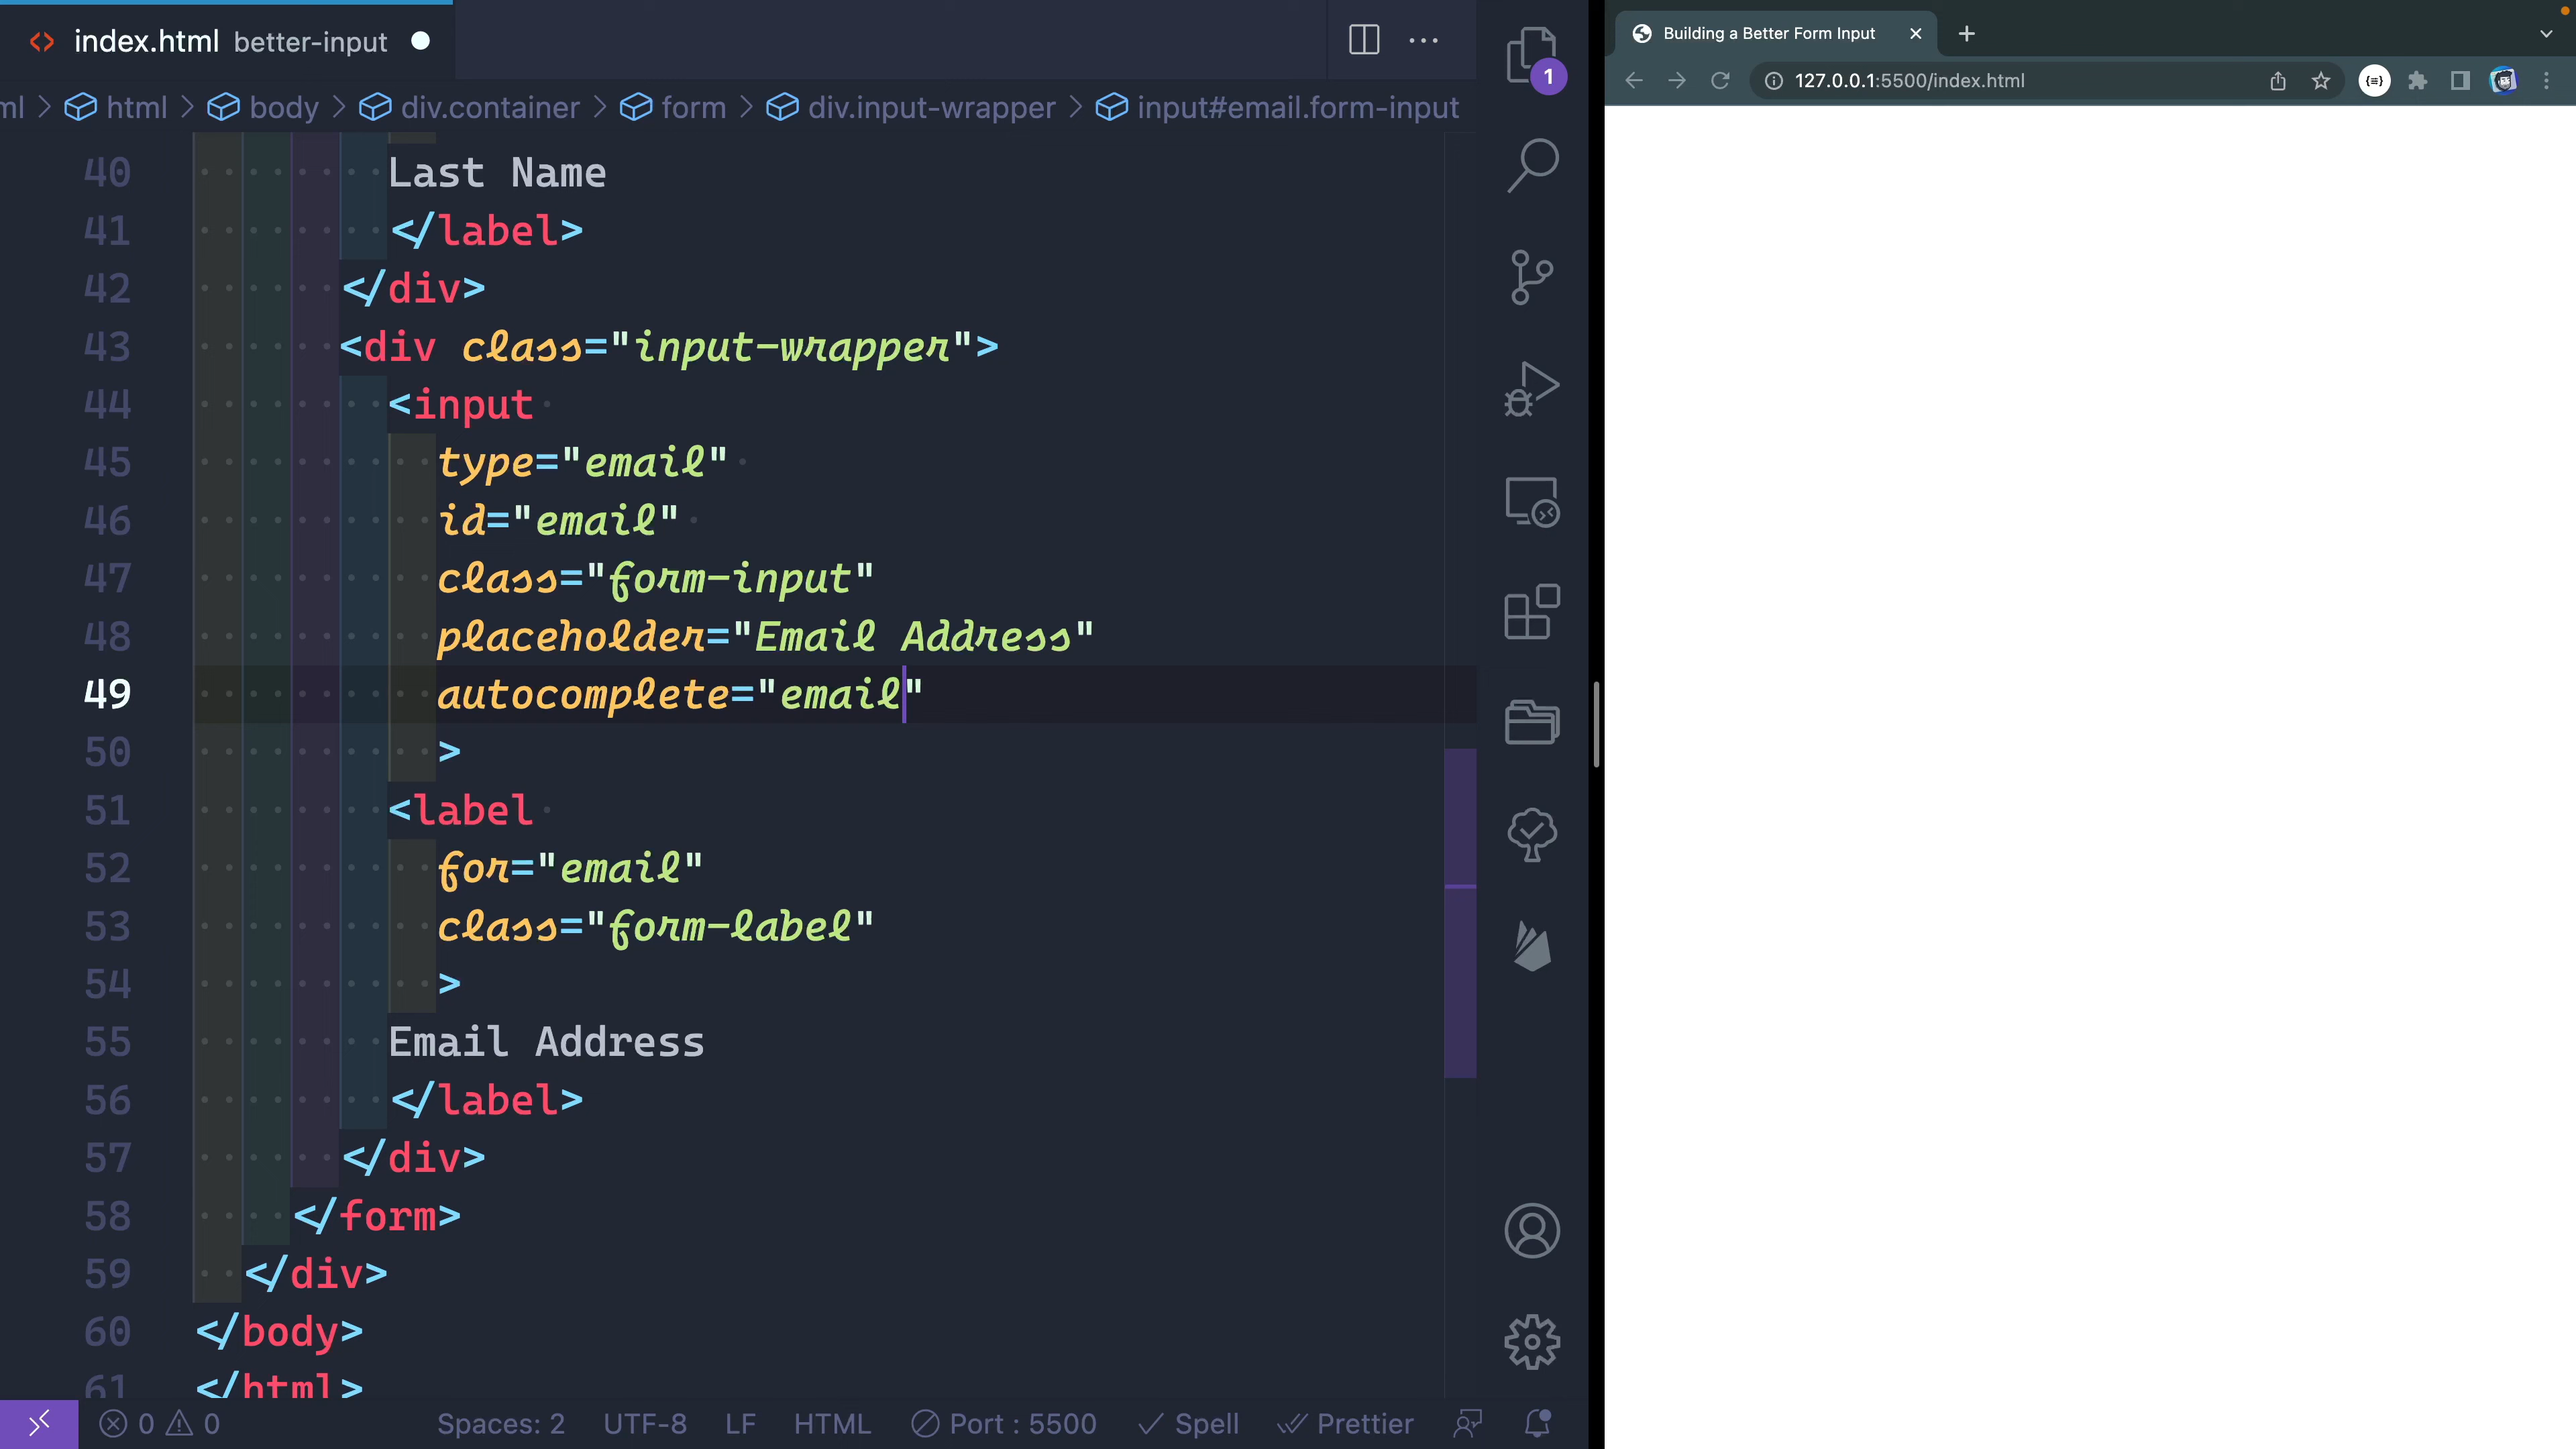 index.html better-input
1
ml > html > body > div.container > form > div.input-wrapper > input#email.form-input
40 Last Name
41 </label>
42 </div>
43 <div class="input-wrapper">
44 <input
45 type="email"
46 id="email"
47 class="form-input"
48 placeholder="Email Address"
49 autocomplete="email"
50 >
51 <label
52 for="email"
53 class="form-label"
54 >
55 Email Address
56 </label>
57 </div>
58 </form>
59 </div>
60 </body>
61 </html>
0 0 Spaces: 2 UTF-8 LF HTML Port : 5500 Spell Prettier
Building a Better Form Input
127.0.0.1:5500/index.html